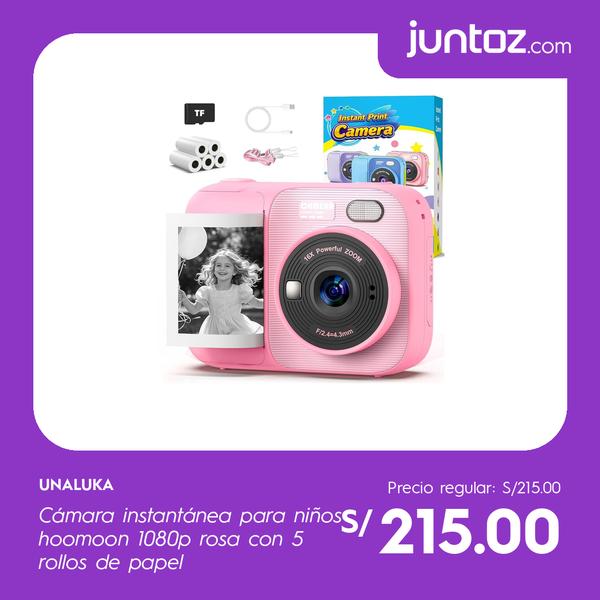 juntoz.com
TF
Instant Print
Camera
16X Powerful ZOOM
F/2.4=4.3mm
UNALUKA
Precio regular: S/215.00
Cámara instantánea para niños
hoomoon 1080p rosa con 5
rollos de papel
S/ 215.00